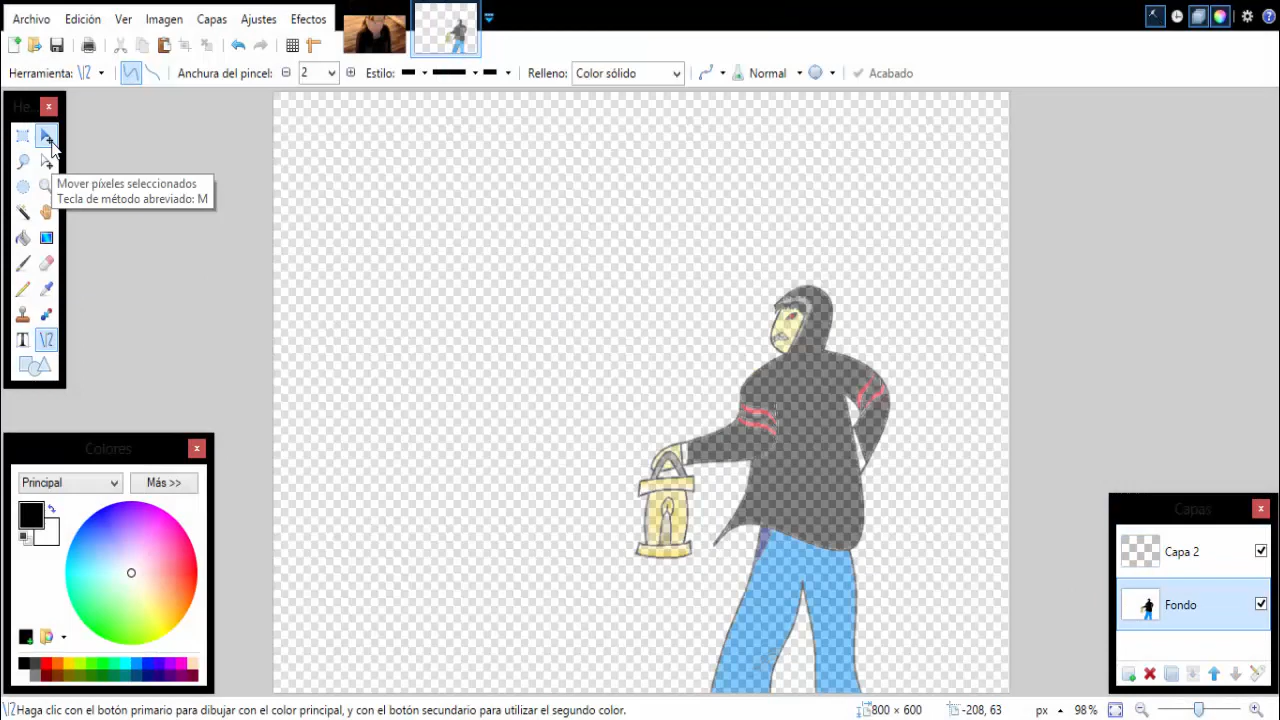 Archivo Edición Ver Imagen Capas Ajustes Efectos
Herramienta: Anchura del pincel: 2 Estilo: Relleno: Color sólido Normal Acabado
He...
Mover píxeles seleccionados
Tecla de método abreviado: M
T
Colores
Principal Más >>
Capas
Capa 2
Fondo
Haga clic con el botón primario para dibujar con el color principal, y con el botón secundario para utilizar el segundo color. 800 × 600 -208, 63 px 98%